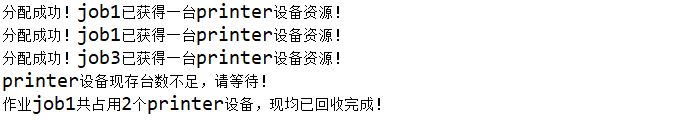 分配成功！job1已获得一台printer设备资源！
分配成功！job1已获得一台printer设备资源！
分配成功！job3已获得一台printer设备资源！
printer设备现存台数不足，请等待！
作业job1共占用2个printer设备，现均已回收完成！